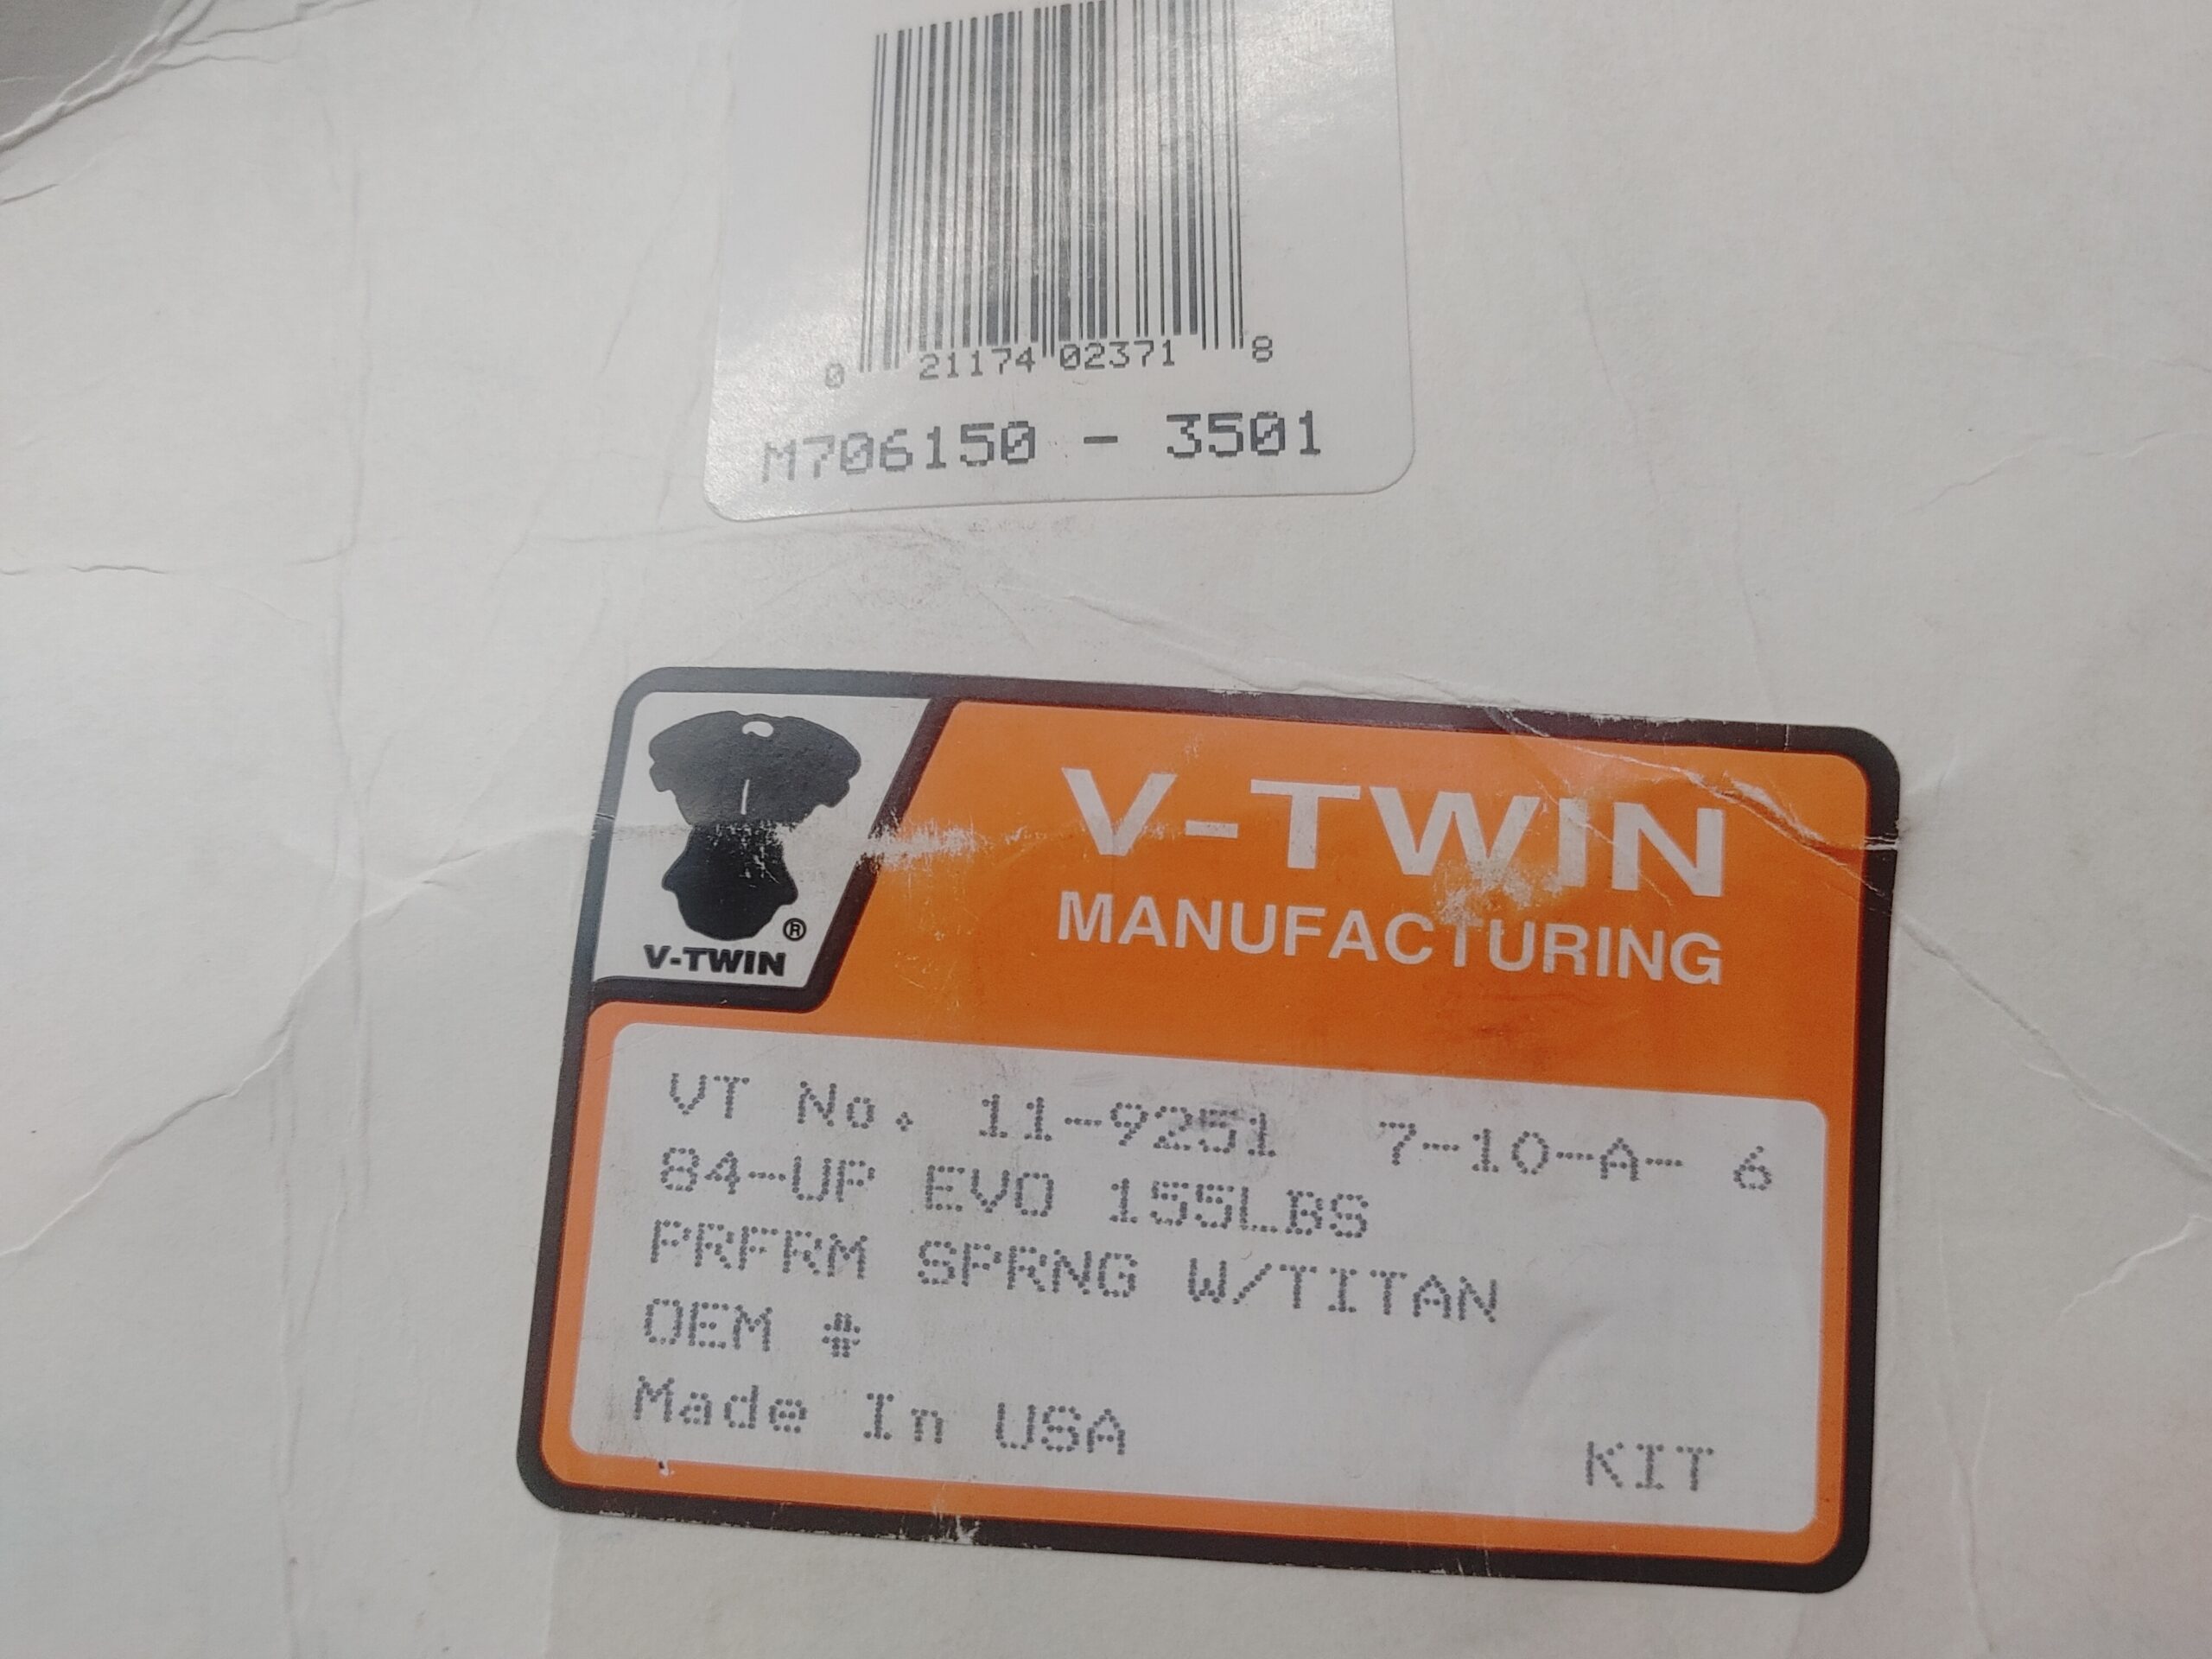 0 21174 02371 8
M706150 - 3501
V-TWIN
MANUFACTURING
®
V-TWIN
VT No. 11-9251 7-10-A- 6
84-UP EVO 155LBS
PRFRM SPRNG W/TITAN
OEM #
Made In USA
KIT